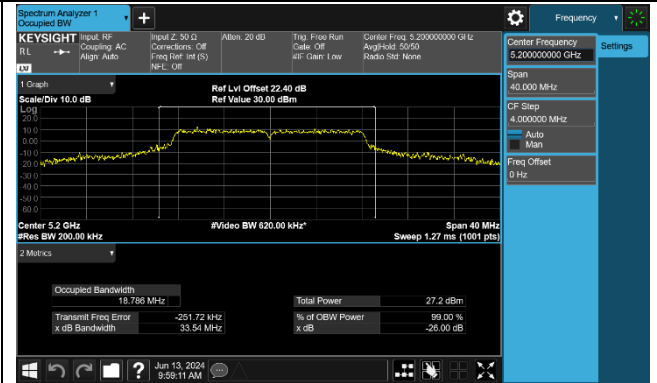 Spectrum Analyzer 1
Occupied BW
+
Frequency
KEYSIGHT
RL
LXI
Input: RF
Coupling: AC
Align: Auto
Input Z: 50 Ω
Corrections: Off
Freq Ref: Int (S)
NFE: Off
Atten: 20 dB
Trig: Free Run
Gate: Off
#IF Gain: Low
Center Freq: 5.200000000 GHz
Avg|Hold: 50/50
Radio Std: None
Center Frequency
5.200000000 GHz
Settings
Span
40.000 MHz
CF Step
4.000000 MHz
Auto
Man
Freq Offset
0 Hz
1 Graph
Scale/Div 10.0 dB
Ref Lvl Offset 22.40 dB
Ref Value 30.00 dBm
Log
20.0
10.0
0.00
-10.0
-20.0
-30.0
-40.0
-50.0
-60.0
Center 5.2 GHz
#Video BW 620.00 kHz*
Span 40 MHz
#Res BW 200.00 kHz
Sweep 1.27 ms (1001 pts)
2 Metrics
Occupied Bandwidth
18.786 MHz
Total Power 27.2 dBm
Transmit Freq Error -251.72 kHz
% of OBW Power 99.00 %
x dB Bandwidth 33.54 MHz
x dB -26.00 dB
?
Jun 13, 2024
9:59:11 AM